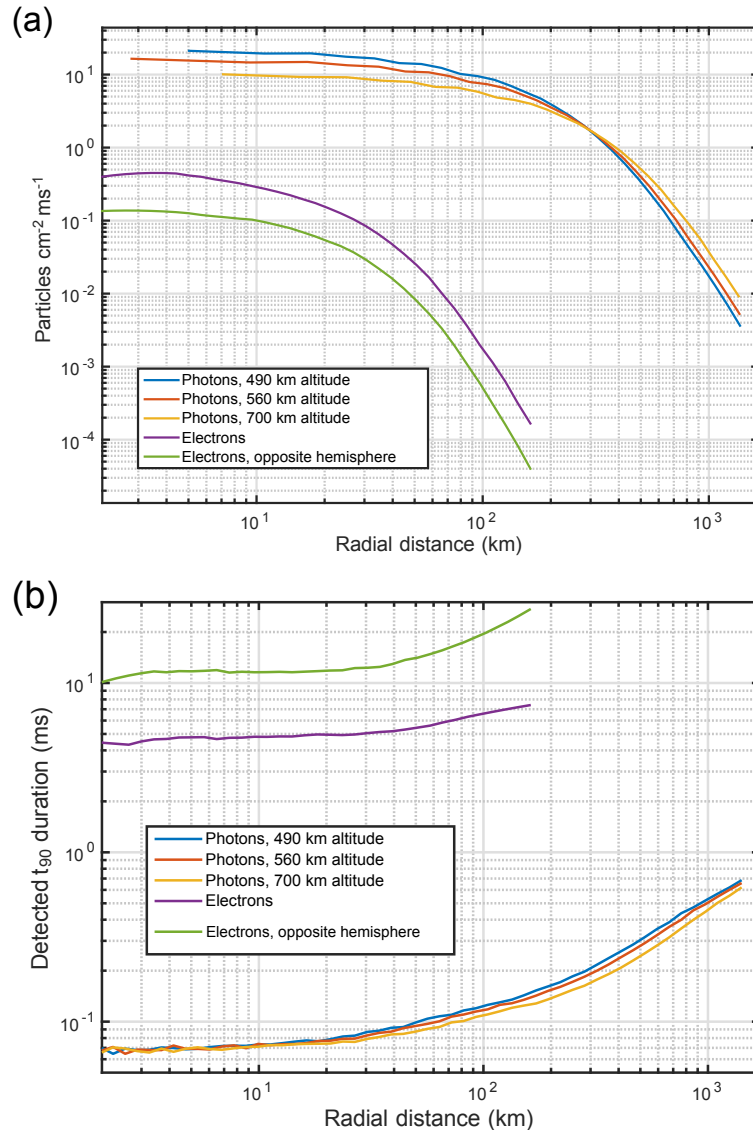 (a)
10^1
10^0
10^-1
10^-2
10^-3
10^-4
Particles cm^-2 ms^-1
Photons, 490 km altitude
Photons, 560 km altitude
Photons, 700 km altitude
Electrons
Electrons, opposite hemisphere
10^1 10^2 10^3
Radial distance (km)
(b)
10^1
10^0
10^-1
Detected t_90 duration (ms)
Photons, 490 km altitude
Photons, 560 km altitude
Photons, 700 km altitude
Electrons
Electrons, opposite hemisphere
10^1 10^2 10^3
Radial distance (km)